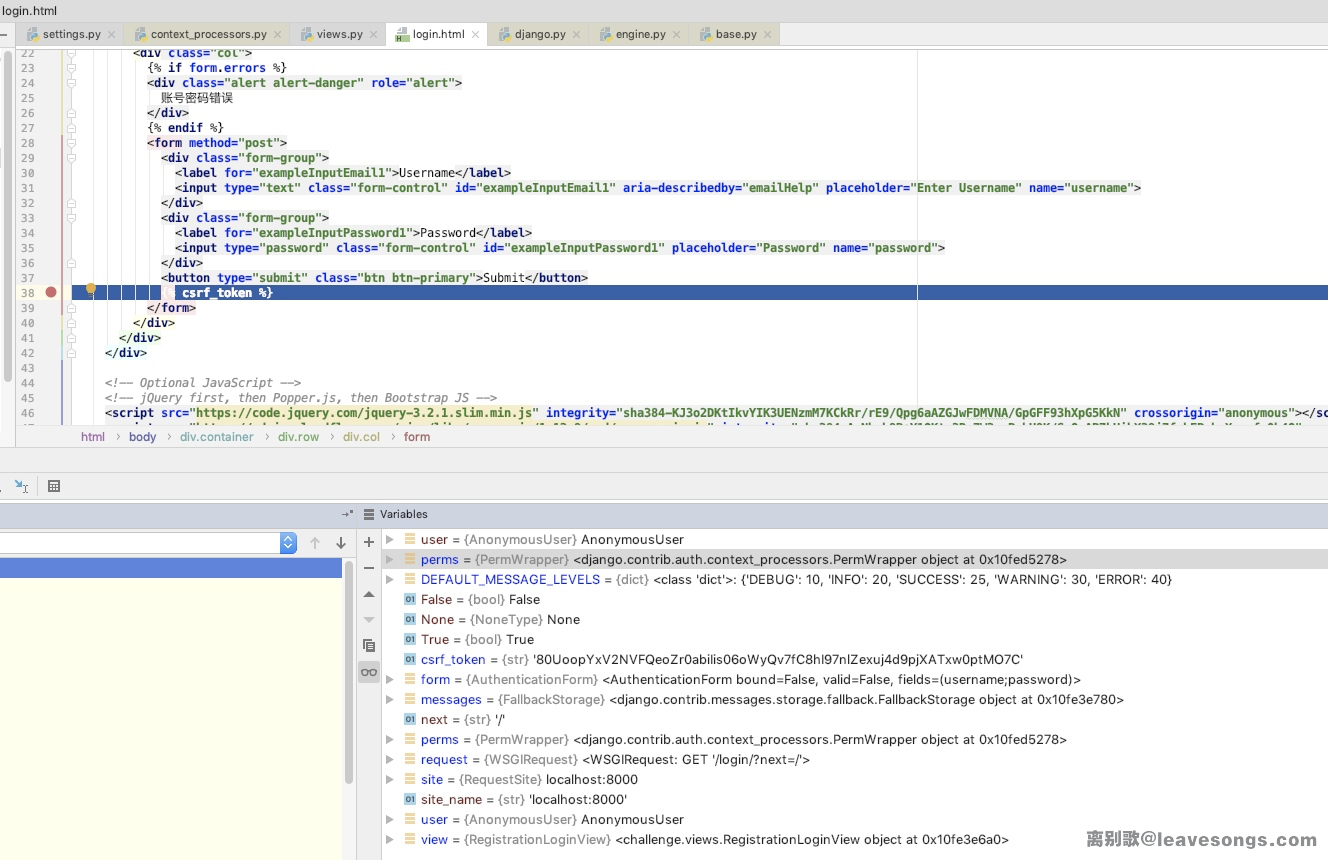 login.html
settings.py context_processors.py views.py login.html django.py engine.py base.py
22 <div class="col">
23 {% if form.errors %}
24 <div class="alert alert-danger" role="alert">
25 账号密码错误
26 </div>
27 {% endif %}
28 <form method="post">
29 <div class="form-group">
30 <label for="exampleInputEmail1">Username</label>
31 <input type="text" class="form-control" id="exampleInputEmail1" aria-describedby="emailHelp" placeholder="Enter Username" name="username">
32 </div>
33 <div class="form-group">
34 <label for="exampleInputPassword1">Password</label>
35 <input type="password" class="form-control" id="exampleInputPassword1" placeholder="Password" name="password">
36 </div>
37 <button type="submit" class="btn btn-primary">Submit</button>
38 csrf_token %}
39 </form>
40 </div>
41 </div>
42 </div>
43
44 <!-- Optional JavaScript -->
45 <!-- jQuery first, then Popper.js, then Bootstrap JS -->
46 <script src="https://code.jquery.com/jquery-3.2.1.slim.min.js" integrity="sha384-KJ3o2DKtIkvYIK3UENzmM7KCkRr/rE9/Qpg6aAZGJwFDMVNA/GpGFF93hXpG5KkN" crossorigin="anonymous"></sc
html body div.container div.row div.col form
Variables
user = {AnonymousUser} AnonymousUser
perms = {PermWrapper} <django.contrib.auth.context_processors.PermWrapper object at 0x10fed5278>
DEFAULT_MESSAGE_LEVELS = {dict} <class 'dict'>: {'DEBUG': 10, 'INFO': 20, 'SUCCESS': 25, 'WARNING': 30, 'ERROR': 40}
01 False = {bool} False
01 None = {NoneType} None
01 True = {bool} True
01 csrf_token = {str} '80UoopYxV2NVFQeoZr0abilis06oWyQv7fC8hl97nlZexuj4d9pjXATxw0ptMO7C'
form = {AuthenticationForm} <AuthenticationForm bound=False, valid=False, fields=(username;password)>
messages = {FallbackStorage} <django.contrib.messages.storage.fallback.FallbackStorage object at 0x10fe3e780>
01 next = {str} '/'
perms = {PermWrapper} <django.contrib.auth.context_processors.PermWrapper object at 0x10fed5278>
request = {WSGIRequest} <WSGIRequest: GET '/login/?next=/'>
site = {RequestSite} localhost:8000
01 site_name = {str} 'localhost:8000'
user = {AnonymousUser} AnonymousUser
view = {RegistrationLoginView} <challenge.views.RegistrationLoginView object at 0x10fe3e6a0>
离别歌@leavesongs.com